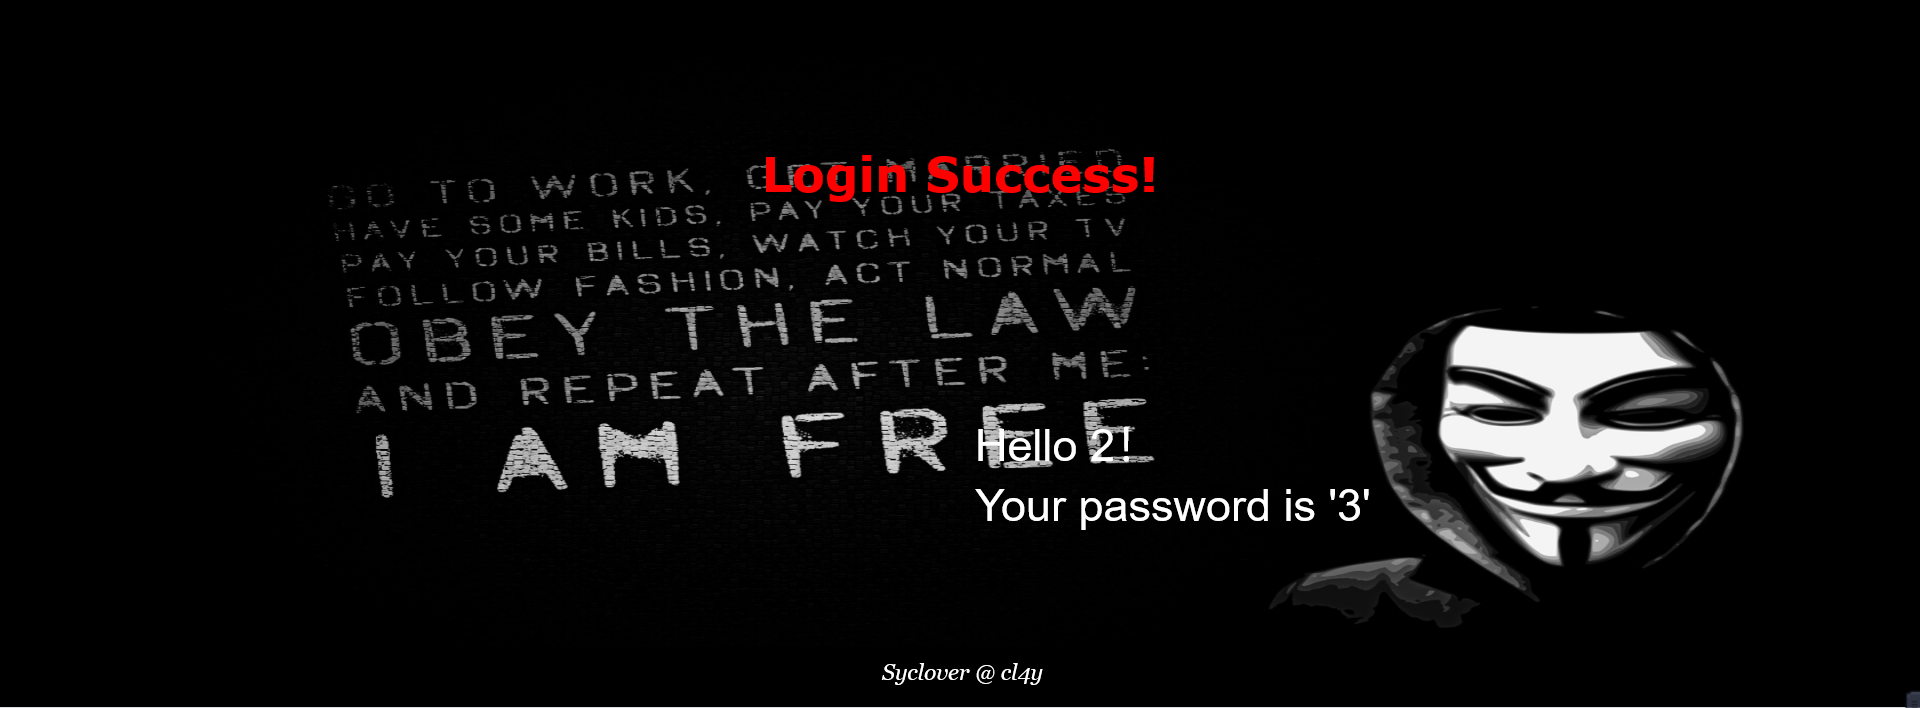 Login Success!
GO TO WORK, GET MARRIED
HAVE SOME KIDS, PAY YOUR TAXES
PAY YOUR BILLS, WATCH YOUR TV
FOLLOW FASHION, ACT NORMAL
OBEY THE LAW
AND REPEAT AFTER ME:
I AM FREE
Hello 2!
Your password is '3'
Syclover @ cl4y